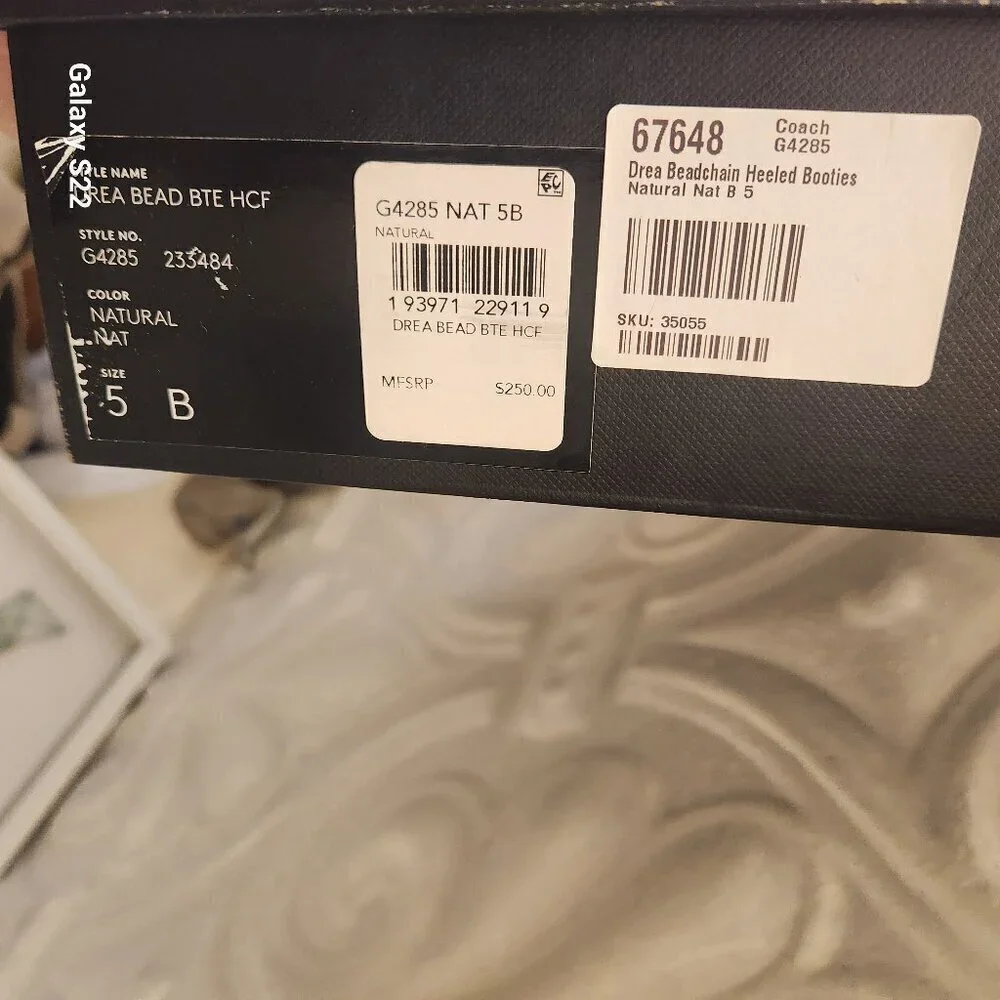 Galaxy S22
STYLE NAME
DREA BEAD BTE HCF
STYLE NO.
G4285 233484
COLOR
NATURAL
NAT
SIZE
5 B
G4285 NAT 5B
NATURAL
1 93971 22911 9
DREA BEAD BTE HCF
MFSRP $250.00
67648
Coach
G4285
Drea Beadchain Heeled Booties
Natural Nat B 5
SKU: 35055